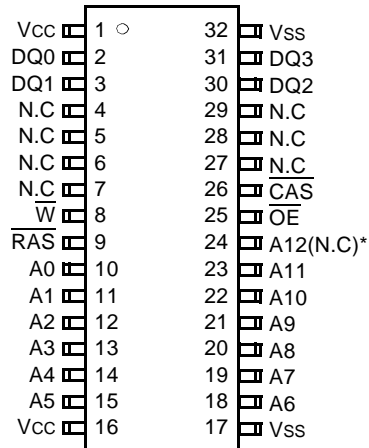 VCC 1 32 VSS
DQ0 2 31 DQ3
DQ1 3 30 DQ2
N.C 4 29 N.C
N.C 5 28 N.C
N.C 6 27 N.C
N.C 7 26 CAS
W 8 25 OE
RAS 9 24 A12(N.C)*
A0 10 23 A11
A1 11 22 A10
A2 12 21 A9
A3 13 20 A8
A4 14 19 A7
A5 15 18 A6
VCC 16 17 VSS